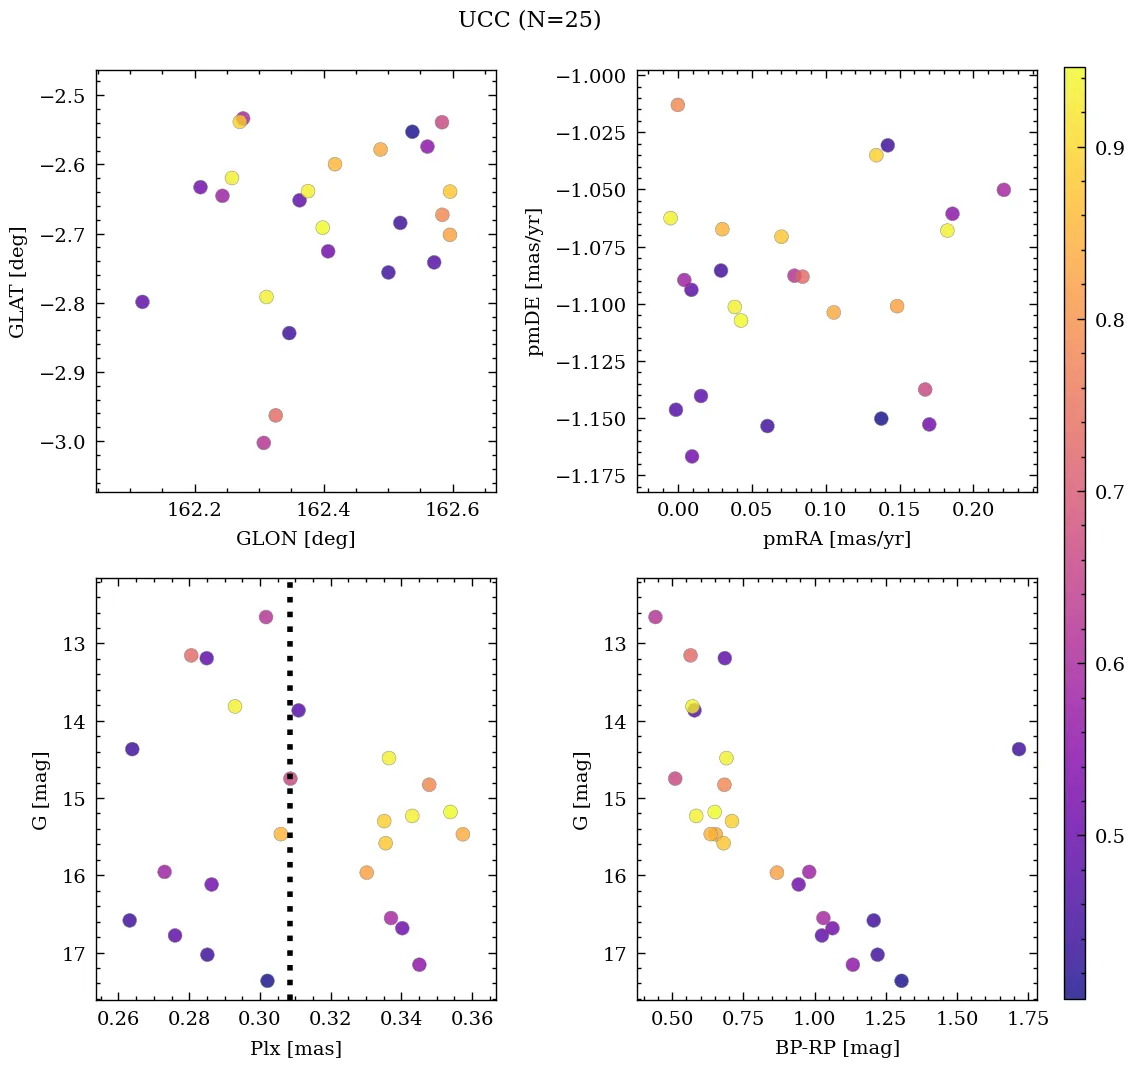 UCC (N=25)
−2.5
−2.6
−2.7
−2.8
−2.9
−3.0
GLAT [deg]
162.2 162.4 162.6
GLON [deg]
−1.000
−1.025
−1.050
−1.075
−1.100
−1.125
−1.150
−1.175
pmDE [mas/yr]
0.00 0.05 0.10 0.15 0.20
pmRA [mas/yr]
13
14
15
16
17
G [mag]
0.26 0.28 0.30 0.32 0.34 0.36
Plx [mas]
13
14
15
16
17
G [mag]
0.50 0.75 1.00 1.25 1.50 1.75
BP-RP [mag]
0.9
0.8
0.7
0.6
0.5